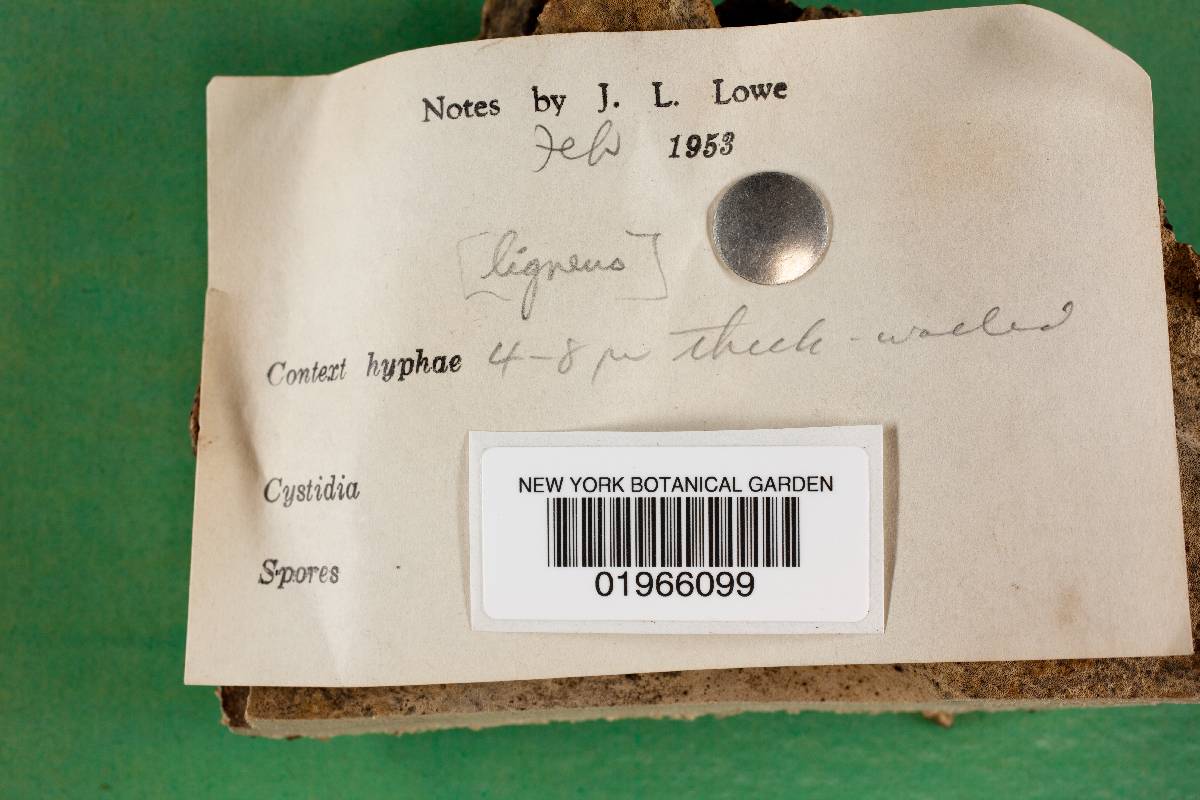 Notes by J. L. Lowe
Feb 1953
[ligneus]
Context hyphae 4-8 μ thick-walled
Cystidia
Spores
NEW YORK BOTANICAL GARDEN
01966099